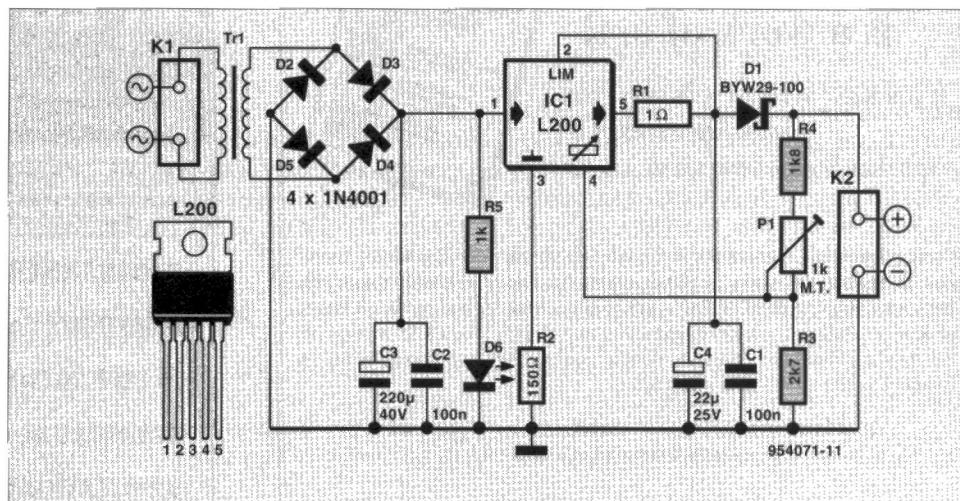 K1
Tr1
D2
D3
D5
D4
4 x 1N4001
L200
1 2 3 4 5
R5
1k
C3
220µ
40V
C2
100n
D6
R2
150Ω
1
2
LIM
IC1
L200
5
3
4
R1
1Ω
D1
BYW29-100
R4
1k8
P1
1k
M.T.
K2
+
−
C4
22µ
25V
C1
100n
R3
2k7
954071-11